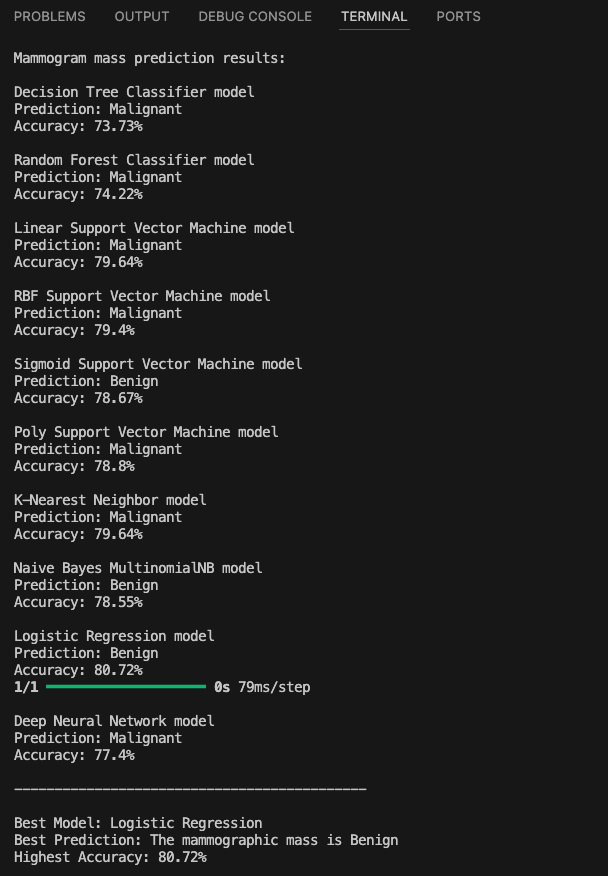 PROBLEMS OUTPUT DEBUG CONSOLE TERMINAL PORTS
Mammogram mass prediction results:
Decision Tree Classifier model
Prediction: Malignant
Accuracy: 73.73%
Random Forest Classifier model
Prediction: Malignant
Accuracy: 74.22%
Linear Support Vector Machine model
Prediction: Malignant
Accuracy: 79.64%
RBF Support Vector Machine model
Prediction: Malignant
Accuracy: 79.4%
Sigmoid Support Vector Machine model
Prediction: Benign
Accuracy: 78.67%
Poly Support Vector Machine model
Prediction: Malignant
Accuracy: 78.8%
K-Nearest Neighbor model
Prediction: Malignant
Accuracy: 79.64%
Naive Bayes MultinomialNB model
Prediction: Benign
Accuracy: 78.55%
Logistic Regression model
Prediction: Benign
Accuracy: 80.72%
1/1 ━━━━━━━━━━━━━━━━━━━━ 0s 79ms/step
Deep Neural Network model
Prediction: Malignant
Accuracy: 77.4%
--------------------------------------------
Best Model: Logistic Regression
Best Prediction: The mammographic mass is Benign
Highest Accuracy: 80.72%